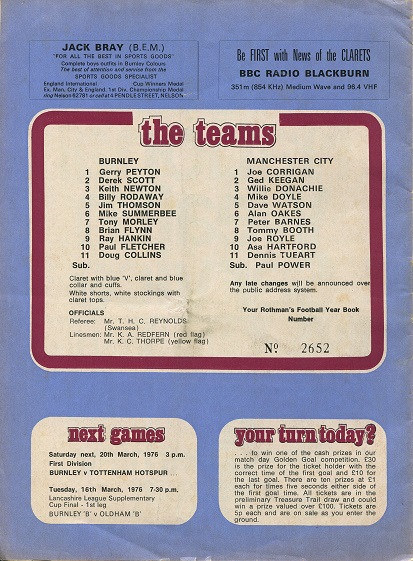 JACK BRAY (B.E.M.)
"FOR ALL THE BEST IN SPORTS GOODS"
Complete boys outfits in Burnley Colours
The best of attention and service from the
SPORTS GOODS SPECIALIST
England International Cup Winners Medal
Ex. Man. City & England. 1st Div. Championship Medal
ring Nelson 62781 or call at 4 PENDLE STREET, NELSON.
Be FIRST with News of the CLARETS
BBC RADIO BLACKBURN
351m (854 KHz) Medium Wave and 96.4 VHF
the teams
BURNLEY
1 Gerry PEYTON
2 Derek SCOTT
3 Keith NEWTON
4 Billy RODAWAY
5 Jim THOMSON
6 Mike SUMMERBEE
7 Tony MORLEY
8 Brian FLYNN
9 Ray HANKIN
10 Paul FLETCHER
11 Doug COLLINS
Sub.
Claret with blue 'V', claret and blue
collar and cuffs.
White shorts, white stockings with
claret tops.
OFFICIALS
Referee: Mr. T. H. C. REYNOLDS.
(Swansea)
Linesmen: Mr. K. A. REDFERN (red flag)
Mr. K. C. THORPE (yellow flag)
MANCHESTER CITY
1 Joe CORRIGAN
2 Ged KEEGAN
3 Willie DONACHIE
4 Mike DOYLE
5 Dave WATSON
6 Alan OAKES
7 Peter BARNES
8 Tommy BOOTH
9 Joe ROYLE
10 Asa HARTFORD
11 Dennis TUEART
Sub. Paul POWER
Any late changes will be announced over
the public address system.
Your Rothman's Football Year Book
Number
No. 2652
next games
Saturday next, 20th March, 1976 3 p.m.
First Division
BURNLEY v TOTTENHAM HOTSPUR ...
Tuesday, 16th March, 1976 7-30 p.m.
Lancashire League Supplementary
Cup Final - 1st leg
BURNLEY 'B' v OLDHAM 'B'
your turn today?
. . . to win one of the cash prizes in our
match day Golden Goal competition. £30
is the prize for the ticket holder with the
correct time of the first goal and £10 for
the last goal. There are ten prizes at £1
each for times five seconds either side of
the first goal time. All tickets are in the
preliminary Treasure Trail draw and could
win a prize valued over £100. Tickets are
5p each and are on sale as you enter the
ground.